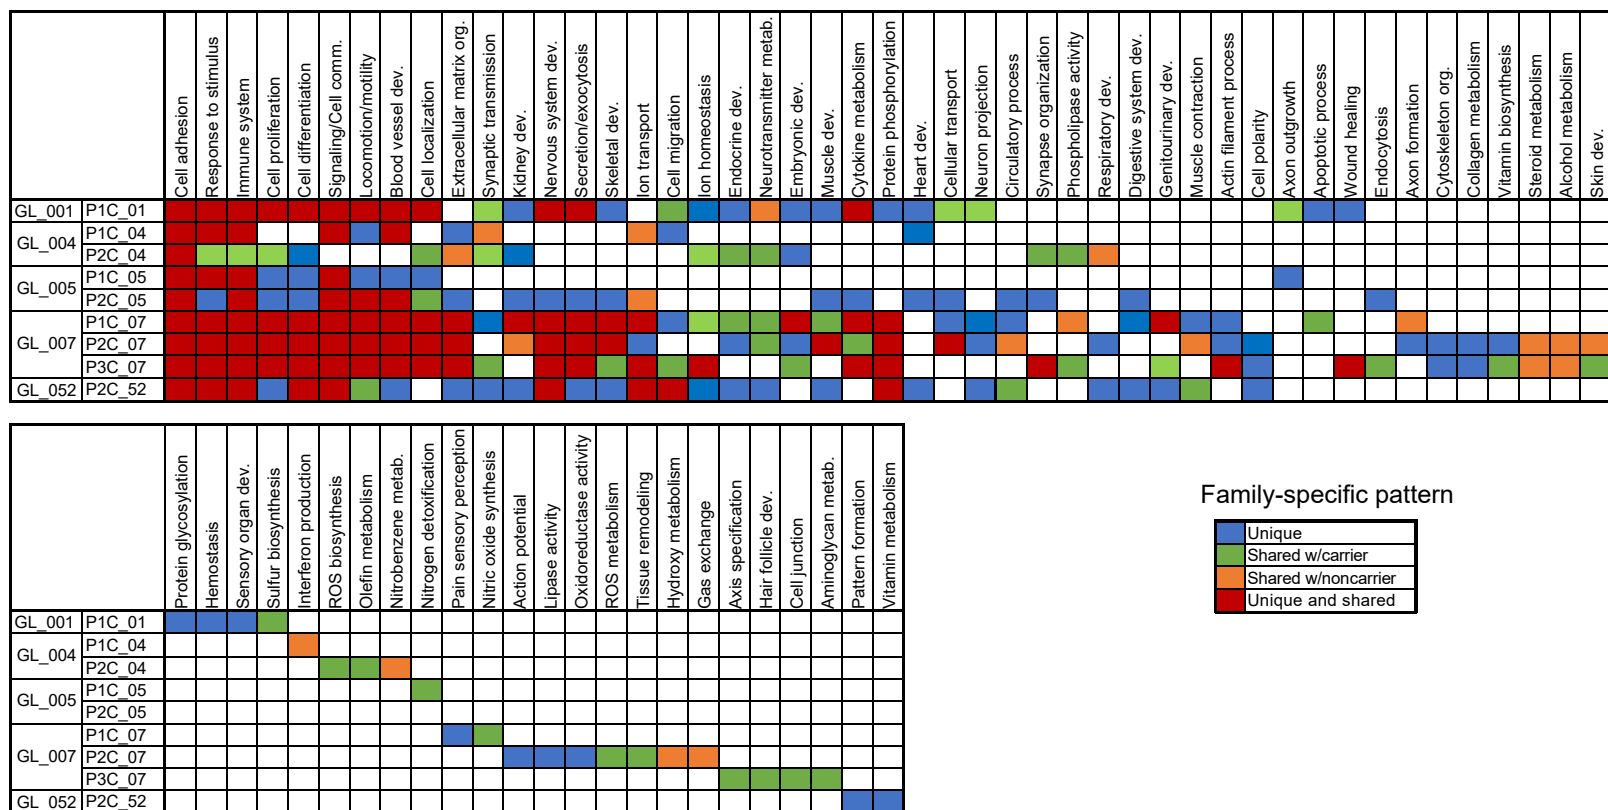 Cell adhesion
Response to stimulus
Immune system
Cell proliferation
Cell differentiation
Signaling/Cell comm.
Locomotion/motility
Blood vessel dev.
Cell localization
Extracellular matrix org.
Synaptic transmission
Kidney dev.
Nervous system dev.
Secretion/exocytosis
Skeletal dev.
Ion transport
Cell migration
Ion homeostasis
Endocrine dev.
Neurotransmitter metab.
Embryonic dev.
Muscle dev.
Cytokine metabolism
Protein phosphorylation
Heart dev.
Cellular transport
Neuron projection
Circulatory process
Synapse organization
Phospholipase activity
Respiratory dev.
Digestive system dev.
Genitourinary dev.
Muscle contraction
Actin filament process
Cell polarity
Axon outgrowth
Apoptotic process
Wound healing
Endocytosis
Axon formation
Cytoskeleton org.
Collagen metabolism
Vitamin biosynthesis
Steroid metabolism
Alcohol metabolism
Skin dev.
GL_001 P1C_01
GL_004 P1C_04
P2C_04
GL_005 P1C_05
P2C_05
GL_007 P1C_07
P2C_07
P3C_07
GL_052 P2C_52
Protein glycosylation
Hemostasis
Sensory organ dev.
Sulfur biosynthesis
Interferon production
ROS biosynthesis
Olefin metabolism
Nitrobenzene metab.
Nitrogen detoxification
Pain sensory perception
Nitric oxide synthesis
Action potential
Lipase activity
Oxidoreductase activity
ROS metabolism
Tissue remodeling
Hydroxy metabolism
Gas exchange
Axis specification
Hair follicle dev.
Cell junction
Aminoglycan metab.
Pattern formation
Vitamin metabolism
GL_001 P1C_01
GL_004 P1C_04
P2C_04
GL_005 P1C_05
P2C_05
GL_007 P1C_07
P2C_07
P3C_07
GL_052 P2C_52
Family-specific pattern
Unique
Shared w/carrier
Shared w/noncarrier
Unique and shared